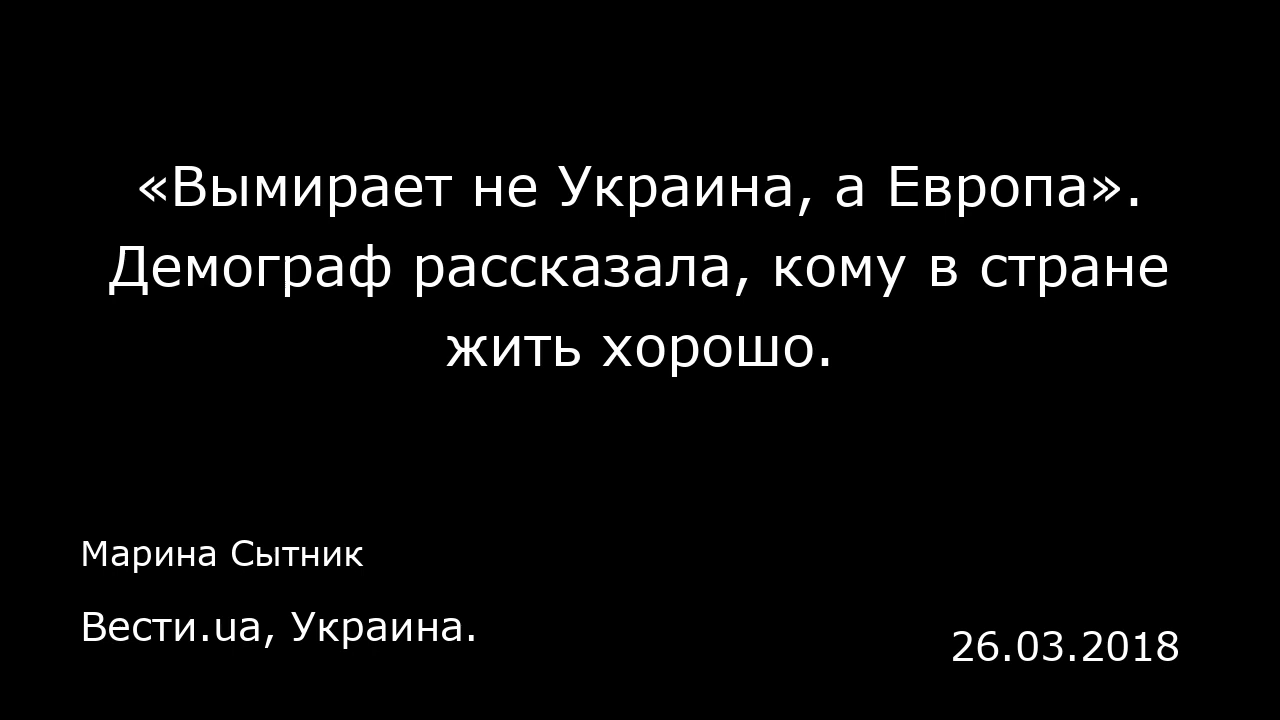 «Вымирает не Украина, а Европа».
Демограф рассказала, кому в стране
жить хорошо.
Марина Сытник
Вести.ua, Украина.
26.03.2018